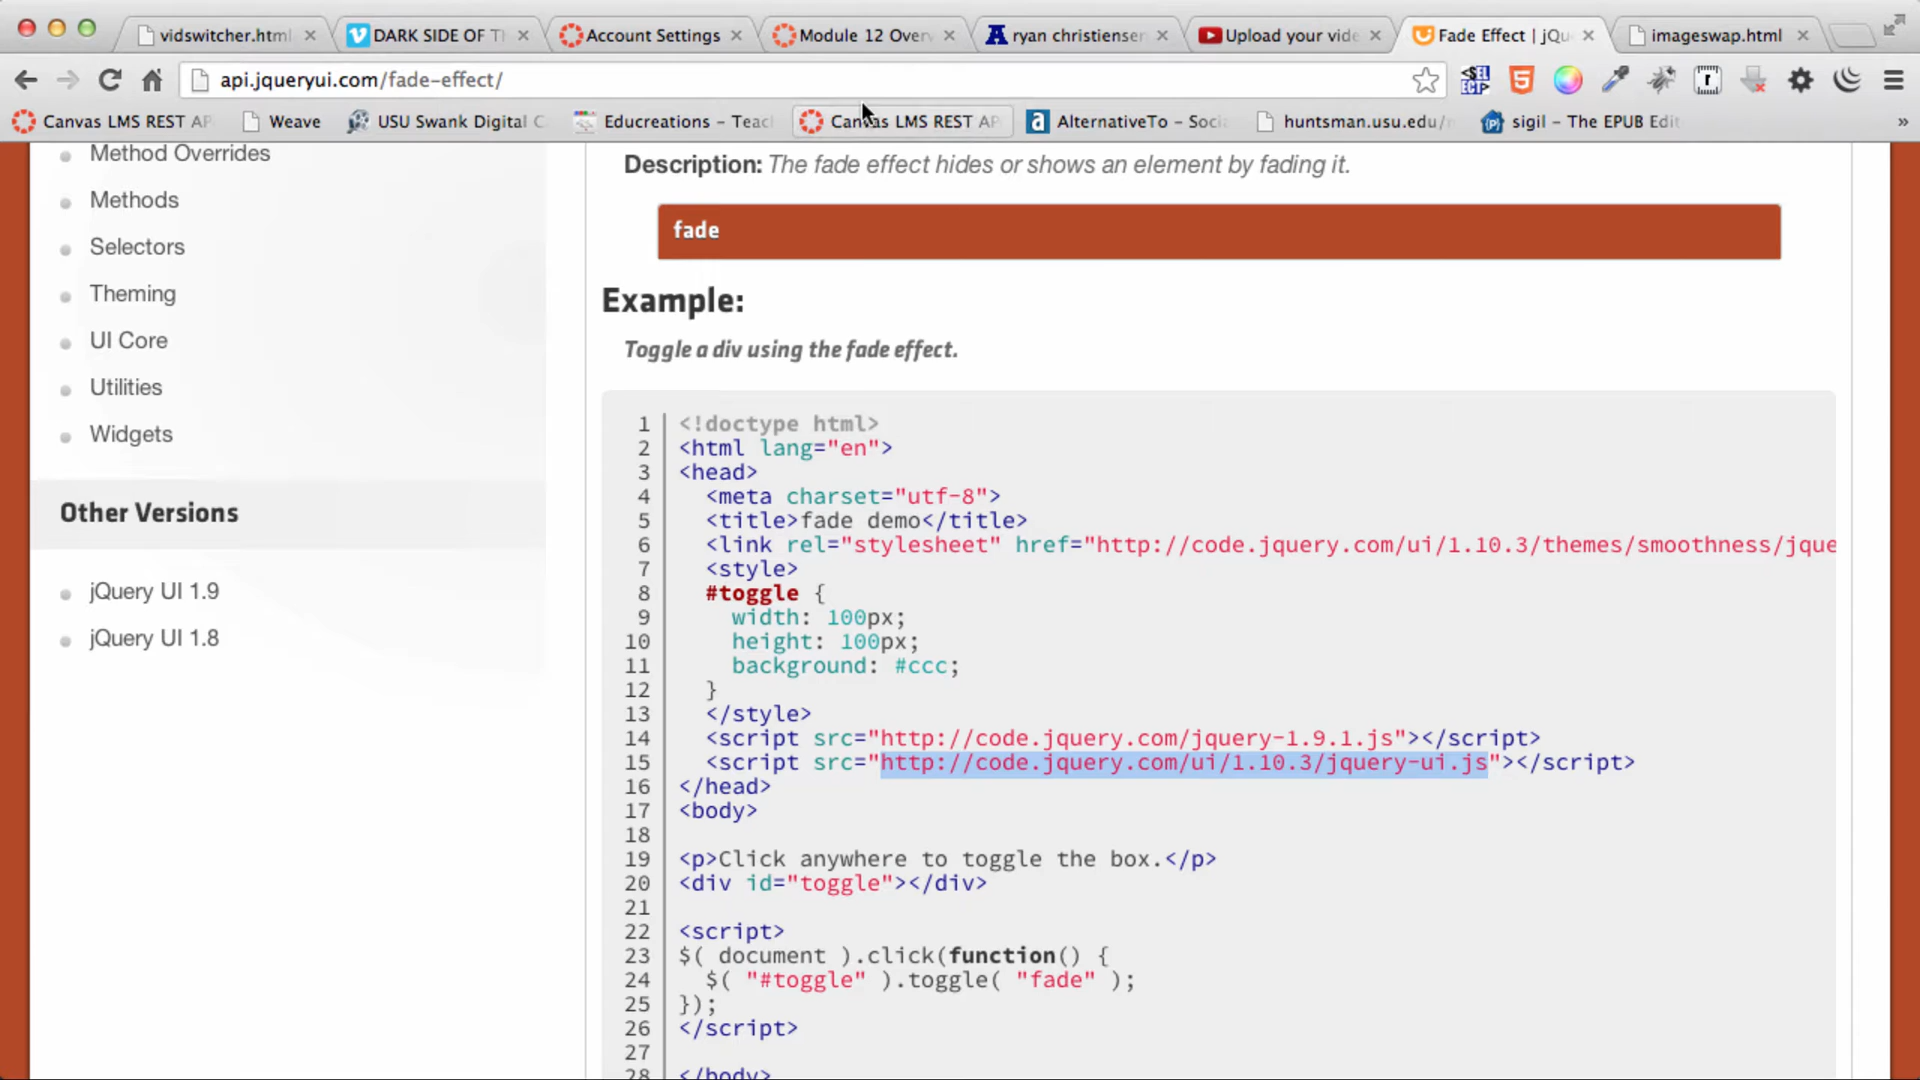 vidswitcher.html
DARK SIDE OF T
Account Settings
Module 12 Over
ryan christienser
Upload your vide
Fade Effect | jQu
imageswap.html
api.jqueryui.com/fade-effect/
Canvas LMS REST AP
Weave
USU Swank Digital C
Educreations – Teac
Canvas LMS REST AP
AlternativeTo – Soci
huntsman.usu.edu/
sigil – The EPUB Edit
»
Method Overrides
Methods
Selectors
Theming
UI Core
Utilities
Widgets
Other Versions
jQuery UI 1.9
jQuery UI 1.8
Description: The fade effect hides or shows an element by fading it.
fade
Example:
Toggle a div using the fade effect.
1 <!doctype html>
2 <html lang="en">
3 <head>
4 <meta charset="utf-8">
5 <title>fade demo</title>
6 <link rel="stylesheet" href="http://code.jquery.com/ui/1.10.3/themes/smoothness/jque
7 <style>
8 #toggle {
9 width: 100px;
10 height: 100px;
11 background: #ccc;
12 }
13 </style>
14 <script src="http://code.jquery.com/jquery-1.9.1.js"></script>
15 <script src="http://code.jquery.com/ui/1.10.3/jquery-ui.js"></script>
16 </head>
17 <body>
18
19 <p>Click anywhere to toggle the box.</p>
20 <div id="toggle"></div>
21
22 <script>
23 $( document ).click(function() {
24 $( "#toggle" ).toggle( "fade" );
25 });
26 </script>
27
28 </body>